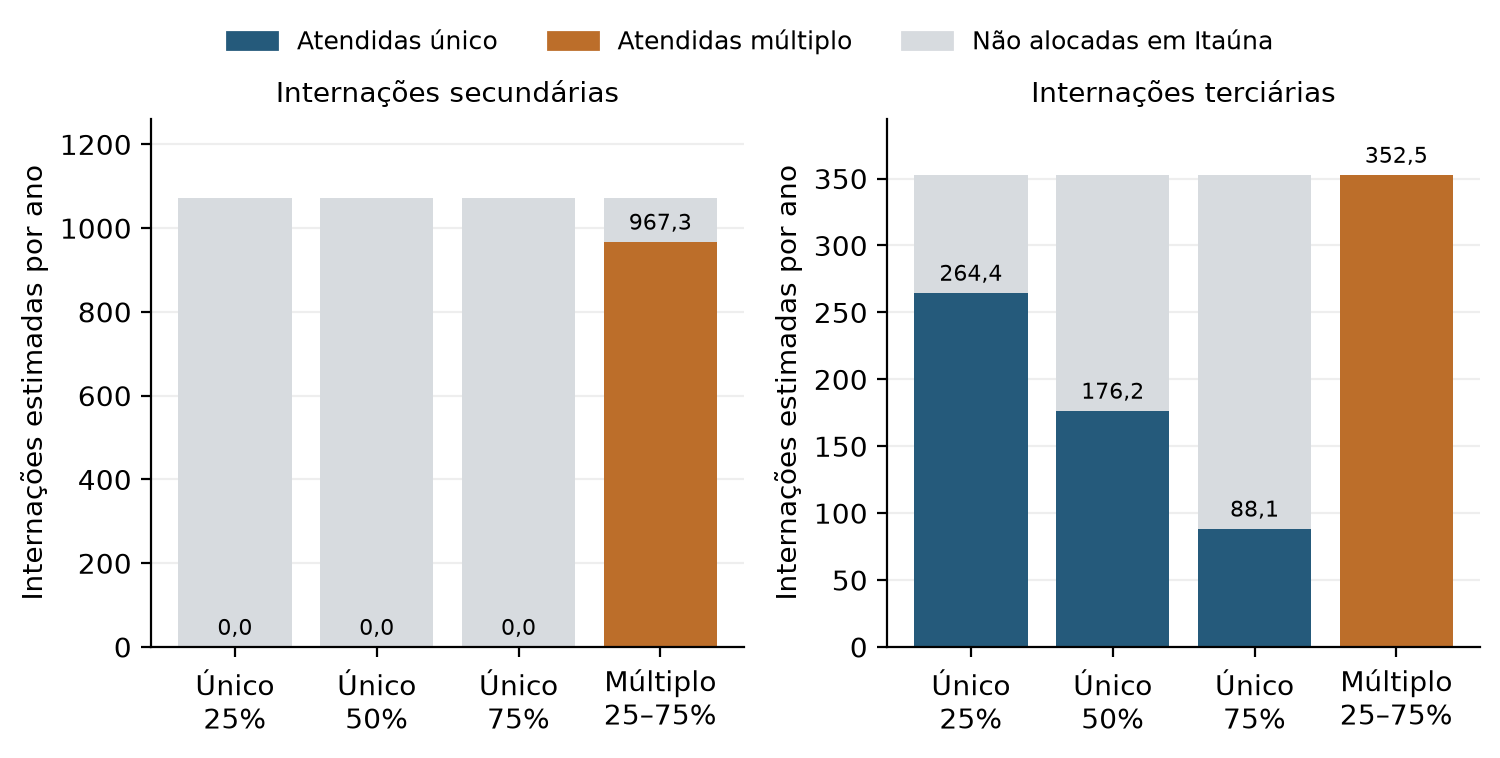 Atendidas único
Atendidas múltiplo
Não alocadas em Itaúna
Internações secundárias
Internações estimadas por ano
1200
1000
800
600
400
200
0
967,3
0,0
0,0
0,0
Único
25%
Único
50%
Único
75%
Múltiplo
25–75%
Internações terciárias
Internações estimadas por ano
350
300
250
200
150
100
50
0
264,4
176,2
88,1
352,5
Único
25%
Único
50%
Único
75%
Múltiplo
25–75%